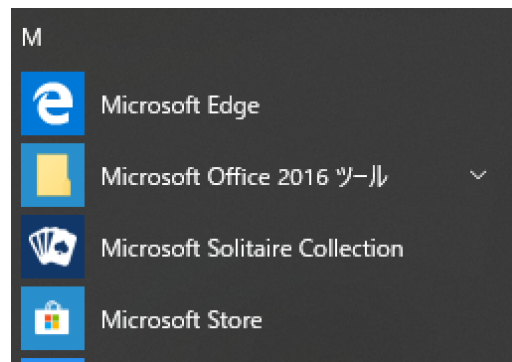 M
Microsoft Edge
Microsoft Office 2016 ツール
Microsoft Solitaire Collection
Microsoft Store